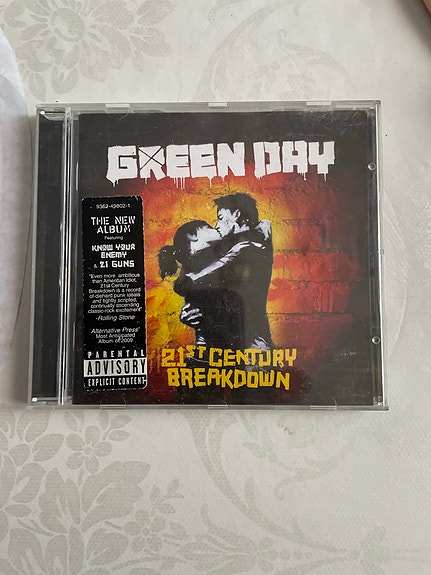 GREEN DAY
9362-49802-1
THE NEW
ALBUM
Featuring
KNOW YOUR
ENEMY
& 21 GUNS
"Even more ambitious
than American Idiot,
21st Century
Breakdown is a record
of diehard punk ideals
and tightly scripted,
continually ascending
classic-rock excitement"
-Rolling Stone
Alternative Press'
Most Anticipated
Album of 2009
PARENTAL
ADVISORY
EXPLICIT CONTENT
21ST CENTURY
BREAKDOWN